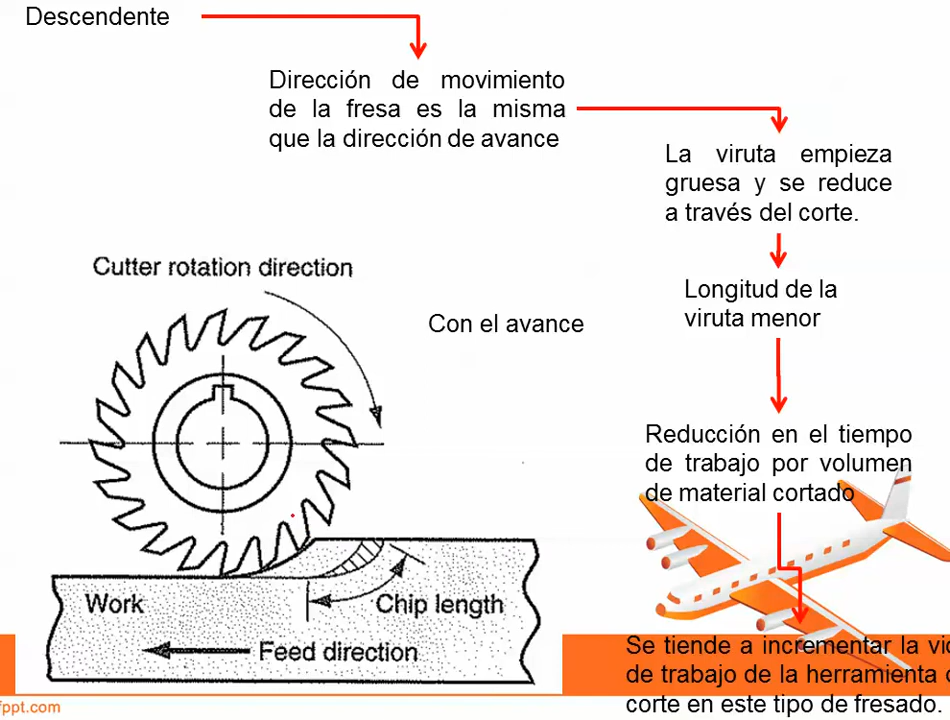 Descendente
Dirección de movimiento
de la fresa es la misma
que la dirección de avance
La viruta empieza
gruesa y se reduce
a través del corte.
Cutter rotation direction
Con el avance
Longitud de la
viruta menor
Reducción en el tiempo
de trabajo por volumen
de material cortado
Work
Chip length
Feed direction
Se tiende a incrementar la
de trabajo de la herramienta
corte en este tipo de fresado.
fppt.com